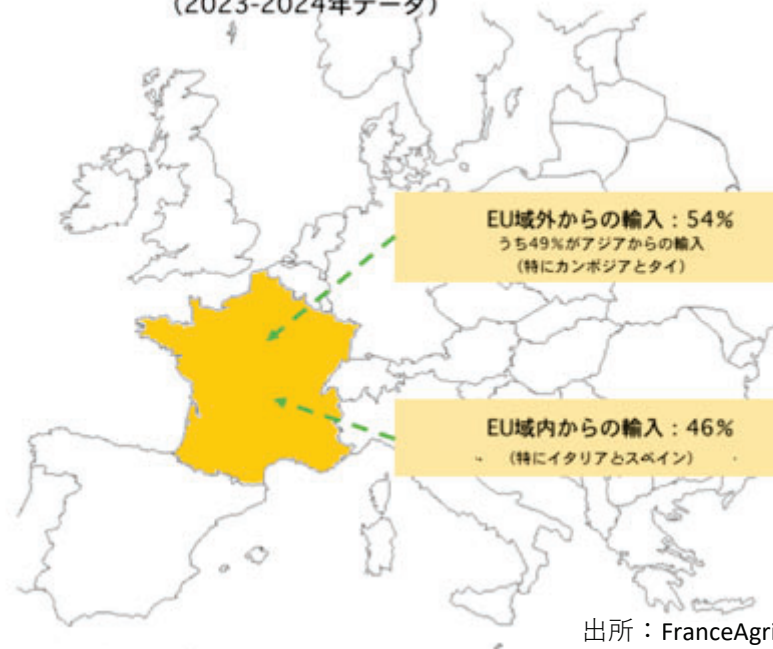 (2023-2024年データ)
EU域外からの輸入：54%
うち49%がアジアからの輸入
(特にカンボジアとタイ)
EU域内からの輸入：46%
(特にイタリアとスペイン)
出所：FranceAgri